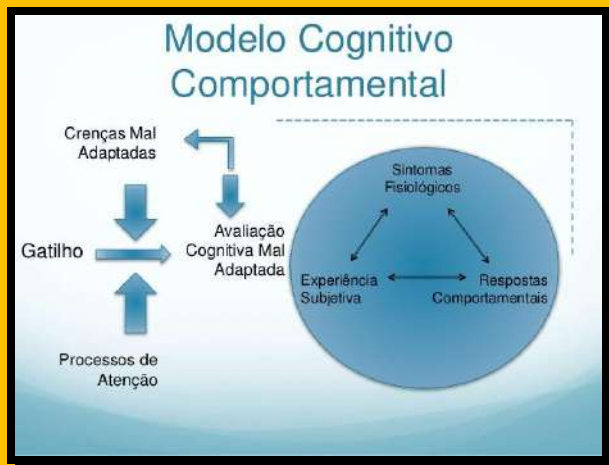 Modelo Cognitivo
Comportamental
Crenças Mal
Adaptadas
Gatilho
Avaliação
Cognitiva Mal
Adaptada
Processos de
Atenção
Sintomas
Fisiológicos
Experiência
Subjetiva
Respostas
Comportamentais